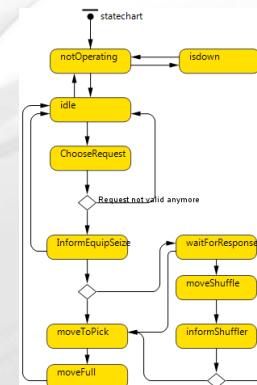 statechart
notOperating
isdown
idle
ChooseRequest
Request not valid anymore
InformEquipSeize
waitForResponse
moveShuffle
moveToPick
informShuffler
moveFull